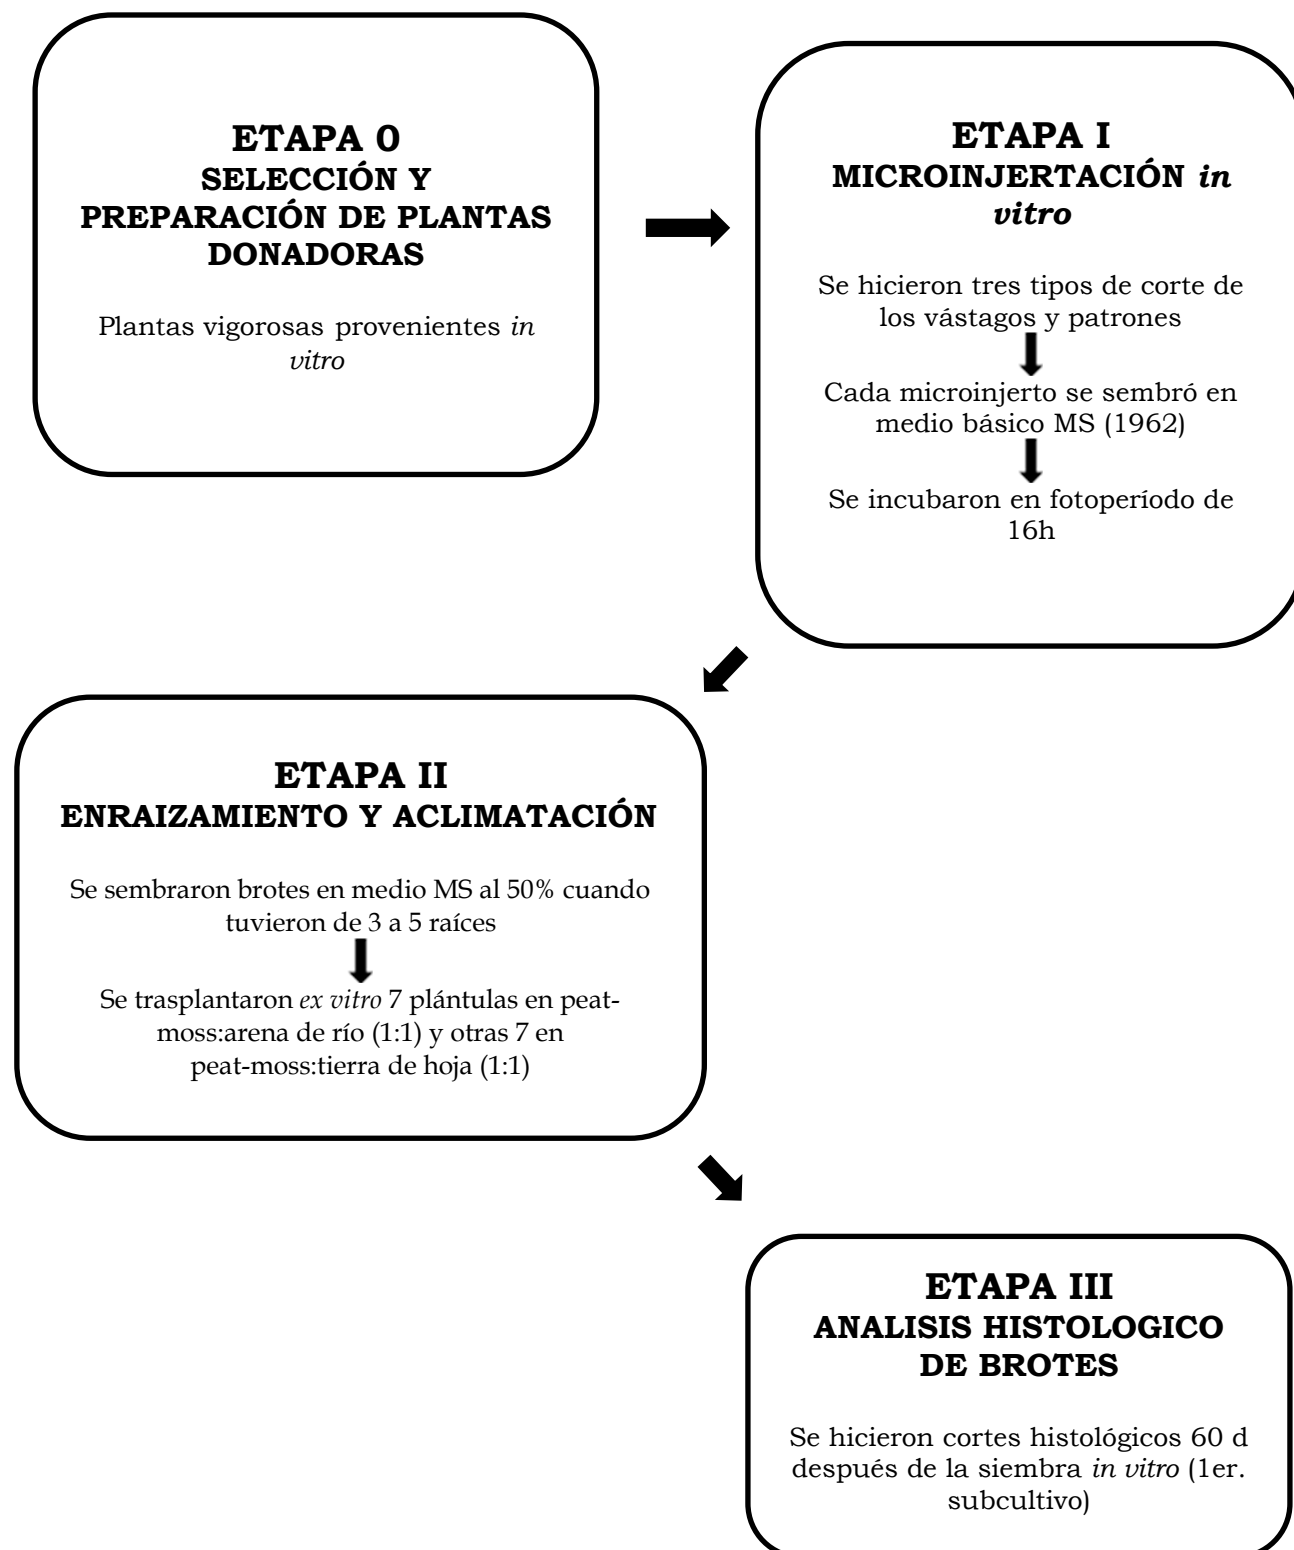 ETAPA 0
SELECCIÓN Y
PREPARACIÓN DE PLANTAS
DONADORAS
Plantas vigorosas provenientes in
vitro
ETAPA I
MICROINJERTACIÓN in
vitro
Se hicieron tres tipos de corte de
los vástagos y patrones
Cada microinjerto se sembró en
medio básico MS (1962)
Se incubaron en fotoperíodo de
16h
ETAPA II
ENRAIZAMIENTO Y ACLIMATACIÓN
Se sembraron brotes en medio MS al 50% cuando
tuvieron de 3 a 5 raíces
Se trasplantaron ex vitro 7 plántulas en peat-
moss:arena de río (1:1) y otras 7 en
peat-moss:tierra de hoja (1:1)
ETAPA III
ANALISIS HISTOLOGICO
DE BROTES
Se hicieron cortes histológicos 60 d
después de la siembra in vitro (1er.
subcultivo)